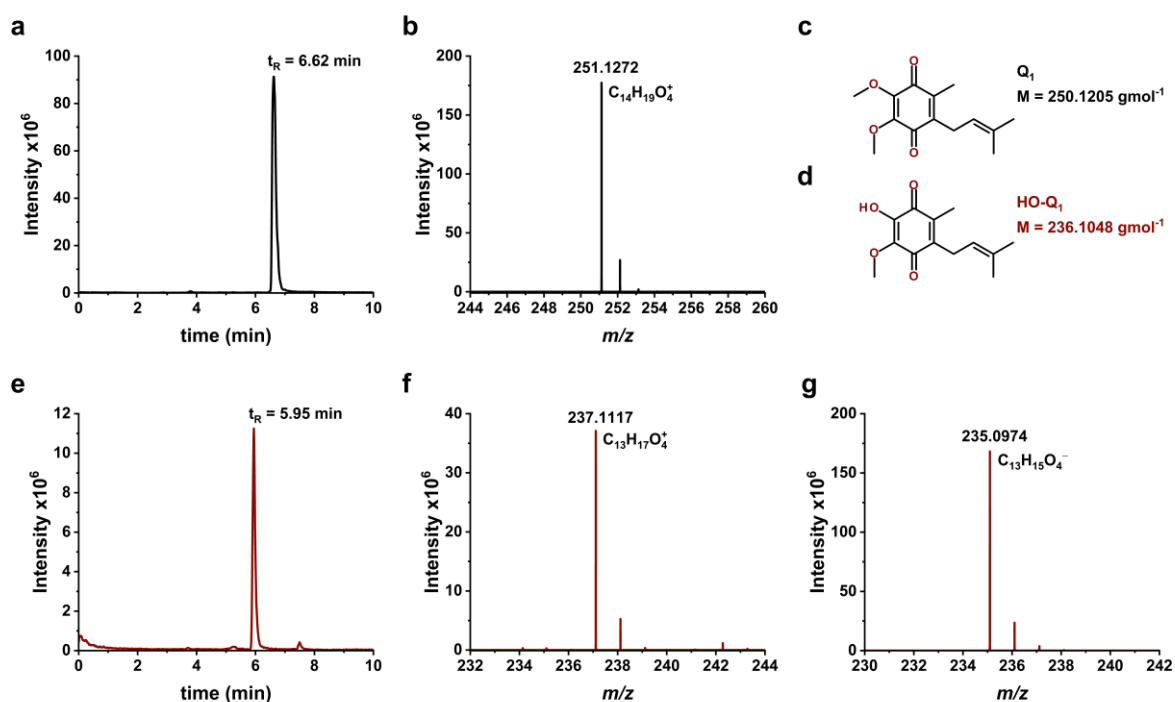 a
t_R = 6.62 min
Intensity x10⁶
100
80
60
40
20
0
0 2 4 6 8 10
time (min)
b
251.1272
C₁₄H₁₉O₄⁺
Intensity x10⁶
200
150
100
50
0
244 246 248 250 252 254 256 258 260
m/z
c
O
O
O
O
Q₁
M = 250.1205 gmol⁻¹
d
O
HO
O
O
HO-Q₁
M = 236.1048 gmol⁻¹
e
t_R = 5.95 min
Intensity x10⁶
12
10
8
6
4
2
0
0 2 4 6 8 10
time (min)
f
237.1117
C₁₃H₁₇O₄⁺
Intensity x10⁶
40
30
20
10
0
232 234 236 238 240 242 244
m/z
g
235.0974
C₁₃H₁₅O₄⁻
Intensity x10⁶
200
150
100
50
0
230 232 234 236 238 240 242
m/z